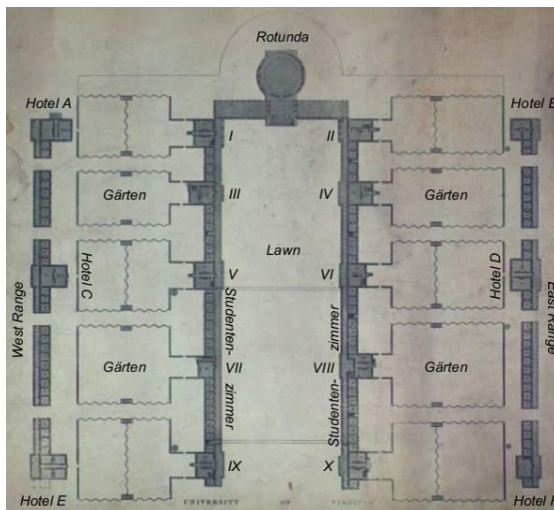 Rotunda
Hotel A
Hotel B
I
II
Gärten
III
IV
Gärten
Lawn
West Range
Hotel C
V
VI
Hotel D
East Range
Studenten-
zimmer
Studenten-
zimmer
Gärten
VII
VIII
Gärten
IX
X
Hotel E
Hotel F
UNIVERSITY OF VIRGINIA